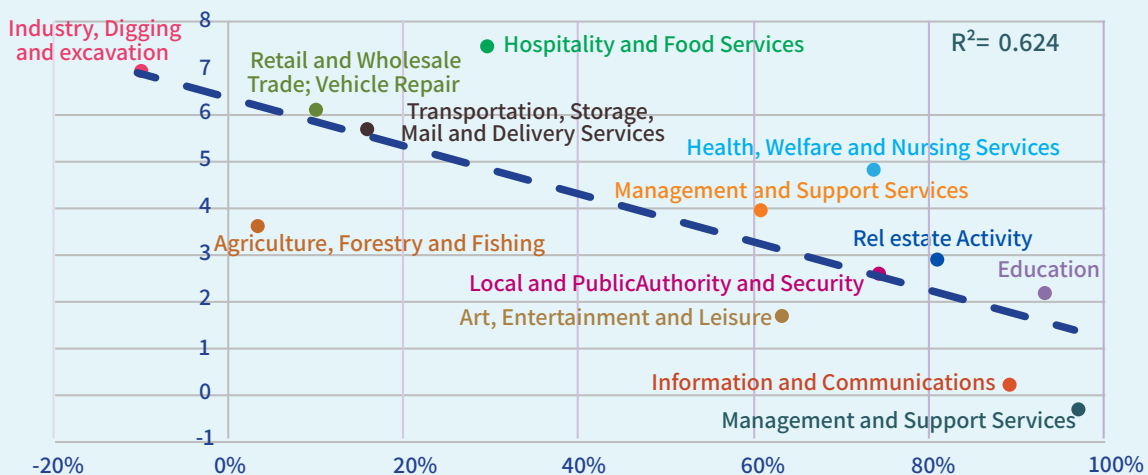 Industry, Digging
and excavation
Retail and Wholesale
Trade; Vehicle Repair
Hospitality and Food Services
R²= 0.624
Transportation, Storage,
Mail and Delivery Services
Health, Welfare and Nursing Services
Management and Support Services
Agriculture, Forestry and Fishing
Rel estate Activity
Education
Local and PublicAuthority and Security
Art, Entertainment and Leisure
Information and Communications
Management and Support Services
8
7
6
5
4
3
2
1
0
-1
-20%
0%
20%
40%
60%
80%
100%